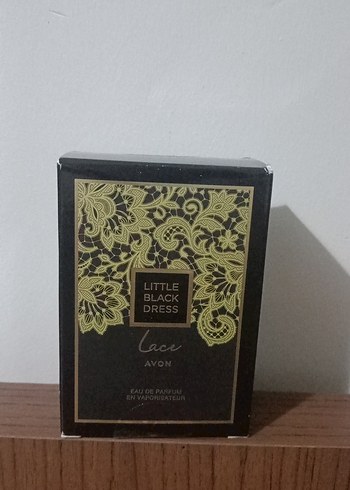 LITTLE
BLACK
DRESS
Lace
AVON
EAU DE PARFUM
EN VAPORISATEUR